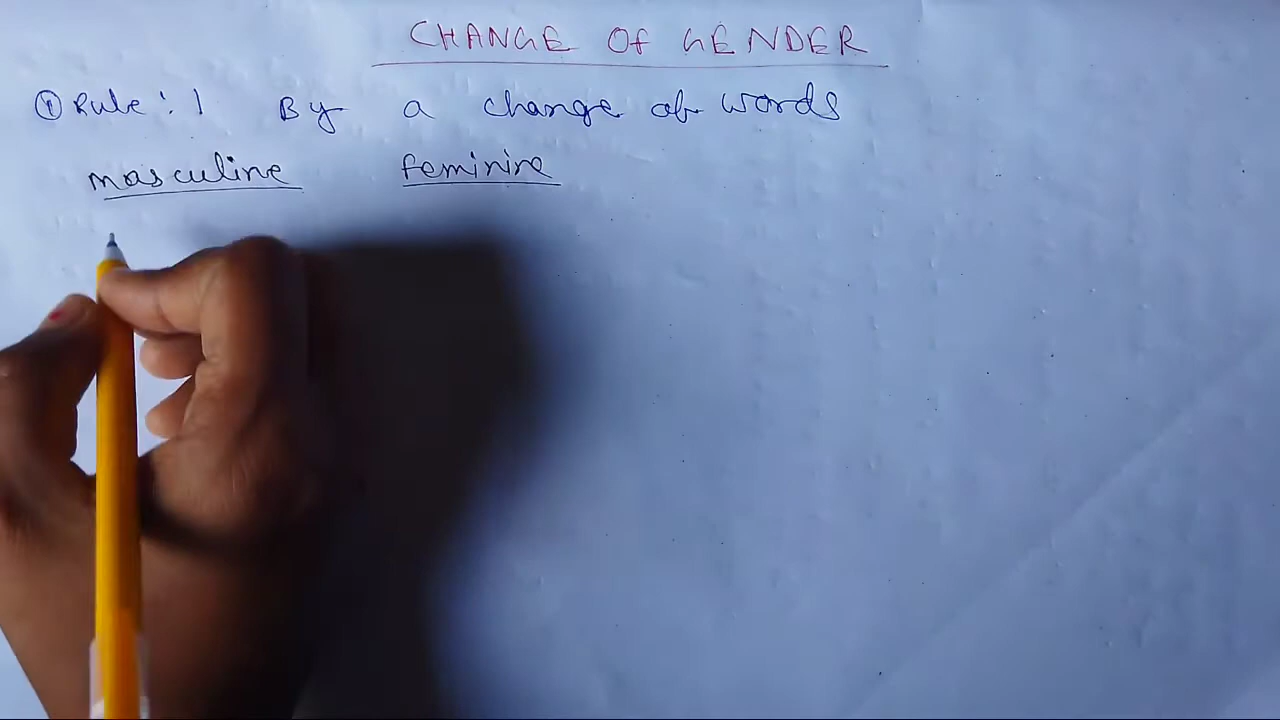 CHANGE OF GENDER
① Rule : 1 By a change of words
masculine feminine